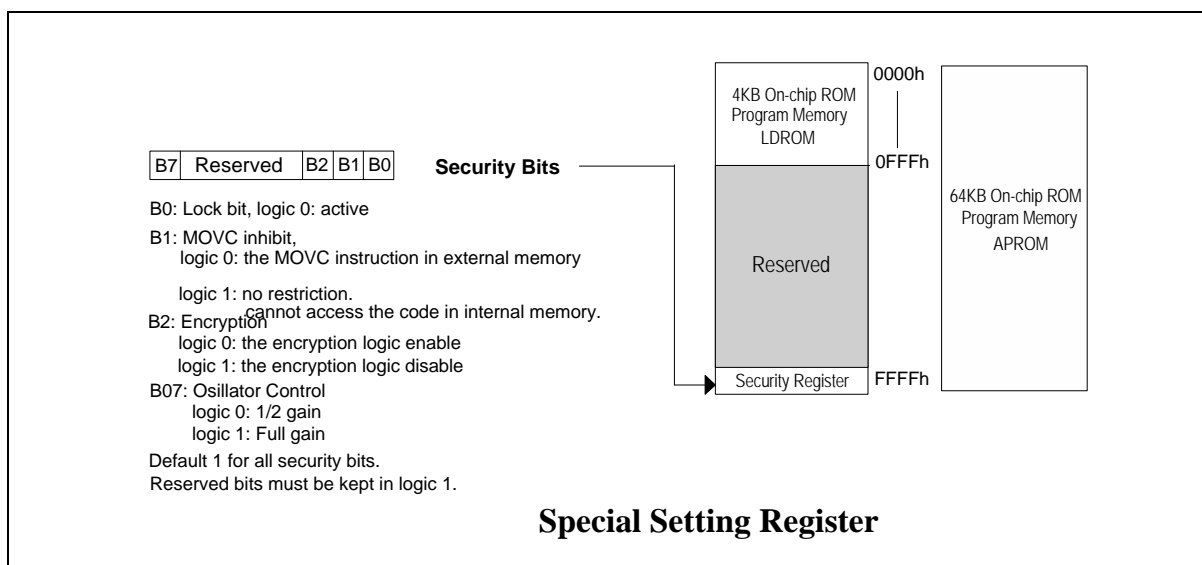 B7 Reserved B2 B1 B0
Security Bits
B0: Lock bit, logic 0: active
B1: MOVC inhibit,
logic 0: the MOVC instruction in external memory
logic 1: no restriction.
cannot access the code in internal memory.
B2: Encryption
logic 0: the encryption logic enable
logic 1: the encryption logic disable
B07: Osillator Control
logic 0: 1/2 gain
logic 1: Full gain
Default 1 for all security bits.
Reserved bits must be kept in logic 1.
4KB On-chip ROM
Program Memory
LDROM
Reserved
Security Register
0000h
0FFFh
FFFFh
64KB On-chip ROM
Program Memory
APROM
Special Setting Register